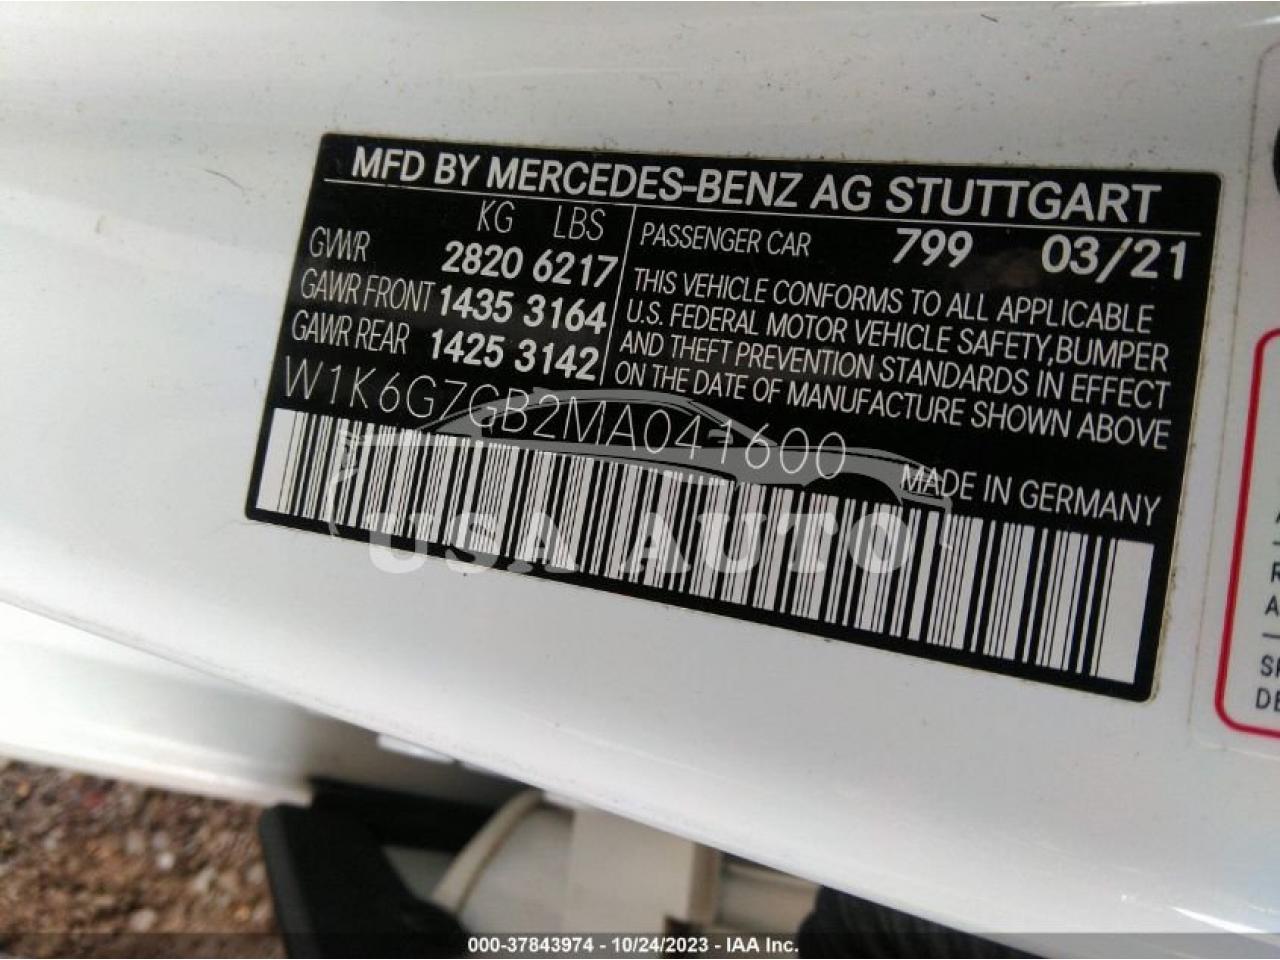 MFD BY MERCEDES-BENZ AG STUTTGART
KG LBS
GVWR 2820 6217
GAWR FRONT 1435 3164
GAWR REAR 1425 3142
PASSENGER CAR 799 03/21
THIS VEHICLE CONFORMS TO ALL APPLICABLE
U.S. FEDERAL MOTOR VEHICLE SAFETY, BUMPER
AND THEFT PREVENTION STANDARDS IN EFFECT
ON THE DATE OF MANUFACTURE SHOWN ABOVE
W1K6G7GB2MA041600
MADE IN GERMANY
USA AUTO
000-37843974 - 10/24/2023 - IAA Inc.